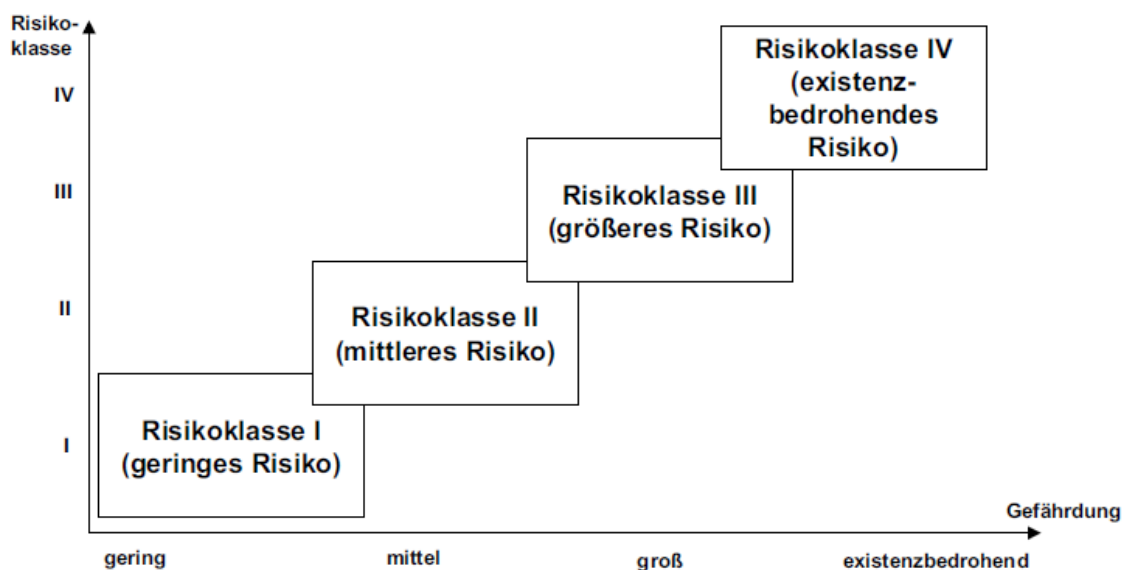 Risiko-
klasse
IV
III
II
I
Risikoklasse IV
(existenz-
bedrohendes
Risiko)
Risikoklasse III
(größeres Risiko)
Risikoklasse II
(mittleres Risiko)
Risikoklasse I
(geringes Risiko)
Gefährdung
gering
mittel
groß
existenzbedrohend